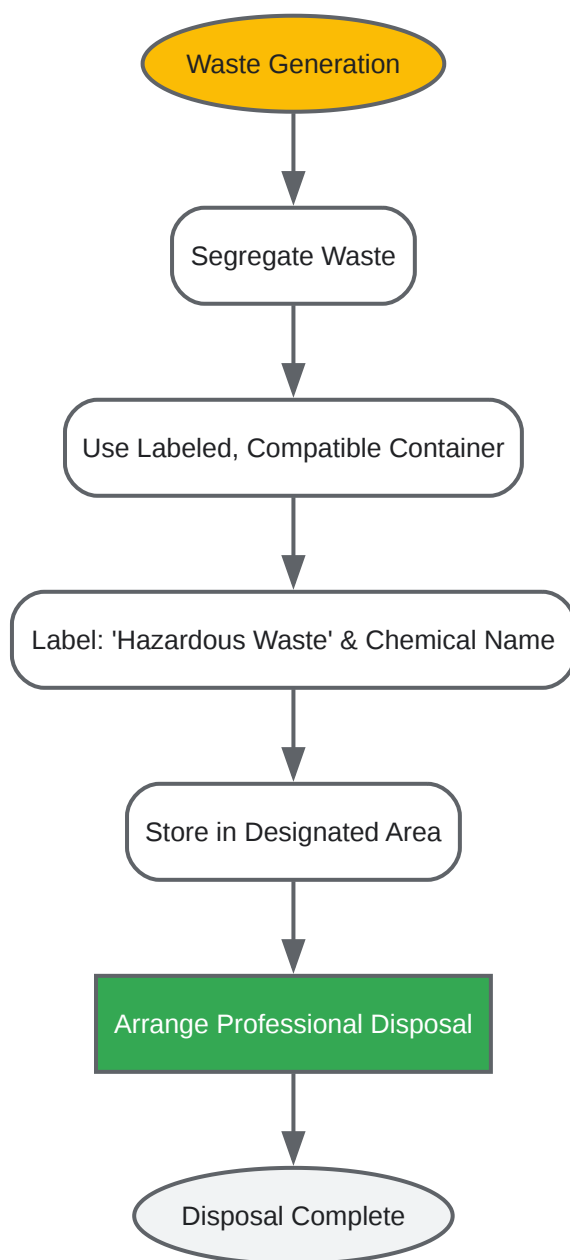 Waste Generation
Segregate Waste
Use Labeled, Compatible Container
Label: 'Hazardous Waste' & Chemical Name
Store in Designated Area
Arrange Professional Disposal
Disposal Complete